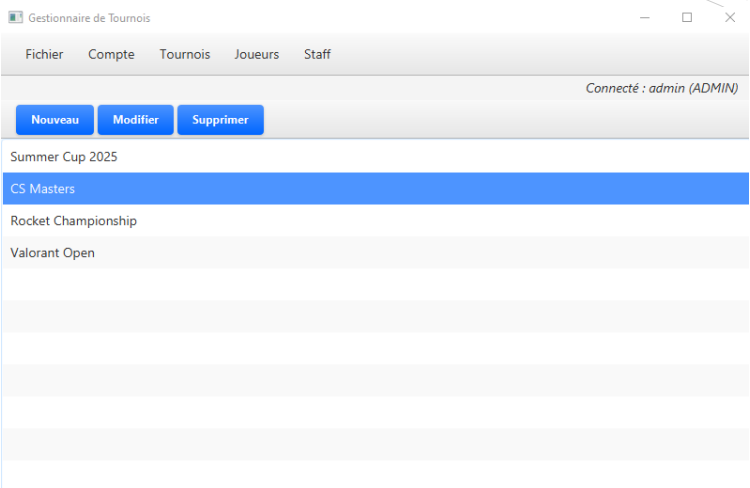 Gestionnaire de Tournois
Fichier Compte Tournois Joueurs Staff
Connecté : admin (ADMIN)
Nouveau Modifier Supprimer
Summer Cup 2025
CS Masters
Rocket Championship
Valorant Open